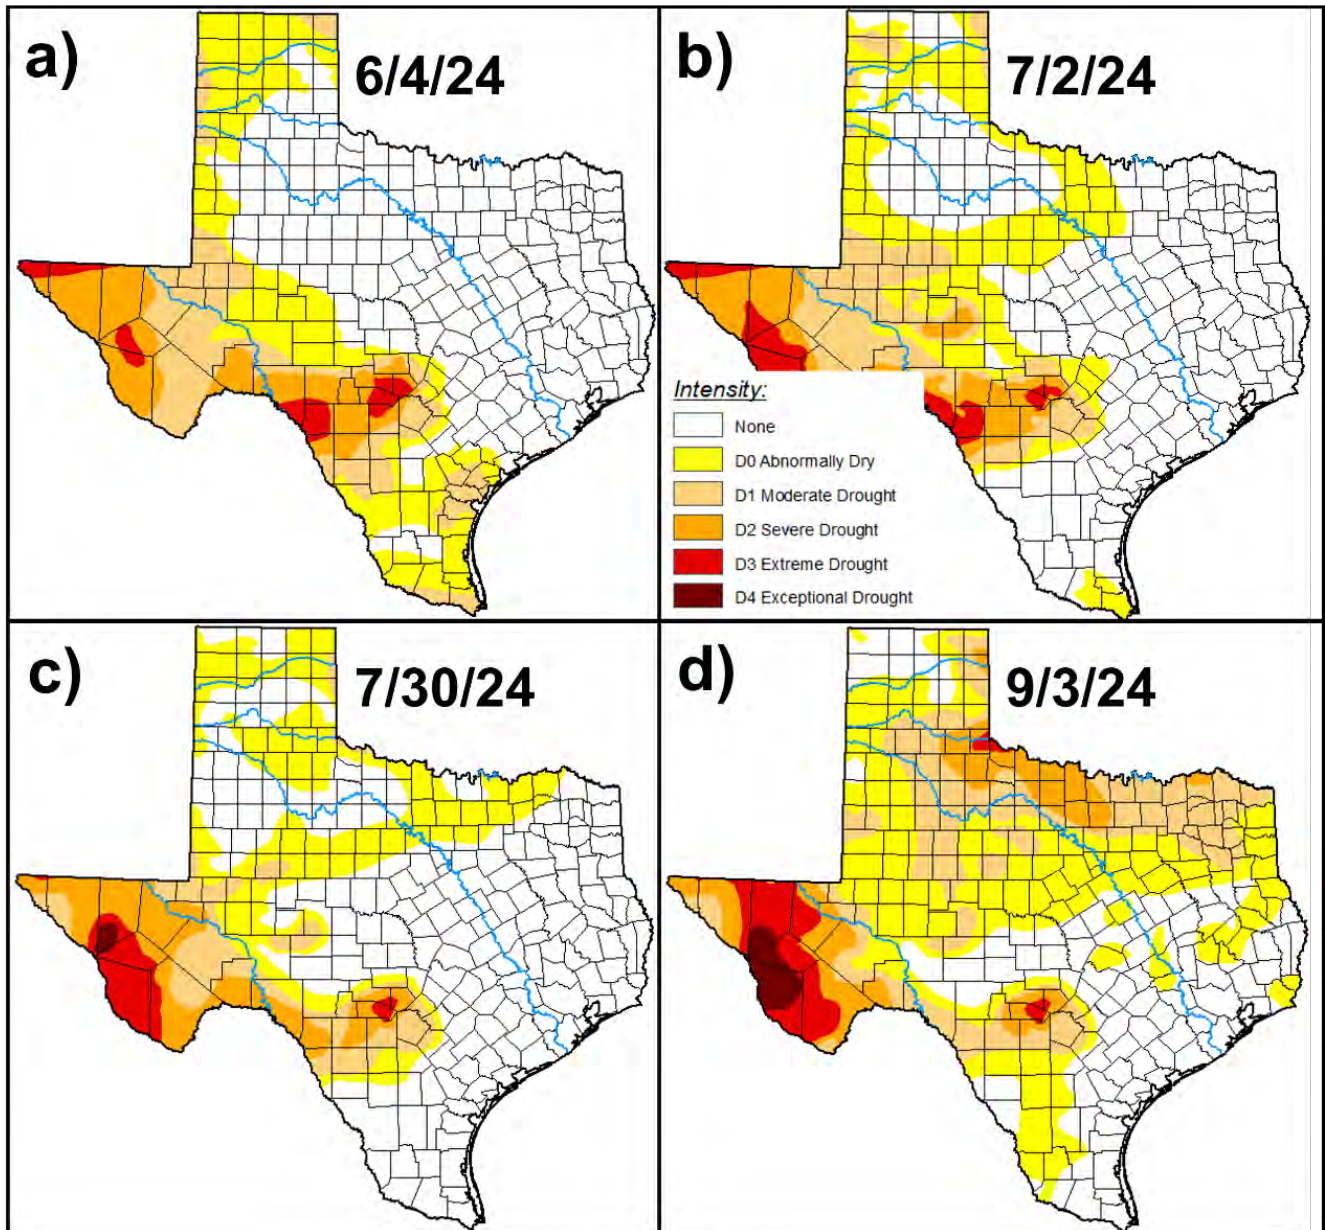 a)
6/4/24
b)
7/2/24
Intensity:
None
D0 Abnormally Dry
D1 Moderate Drought
D2 Severe Drought
D3 Extreme Drought
D4 Exceptional Drought
c)
7/30/24
d)
9/3/24